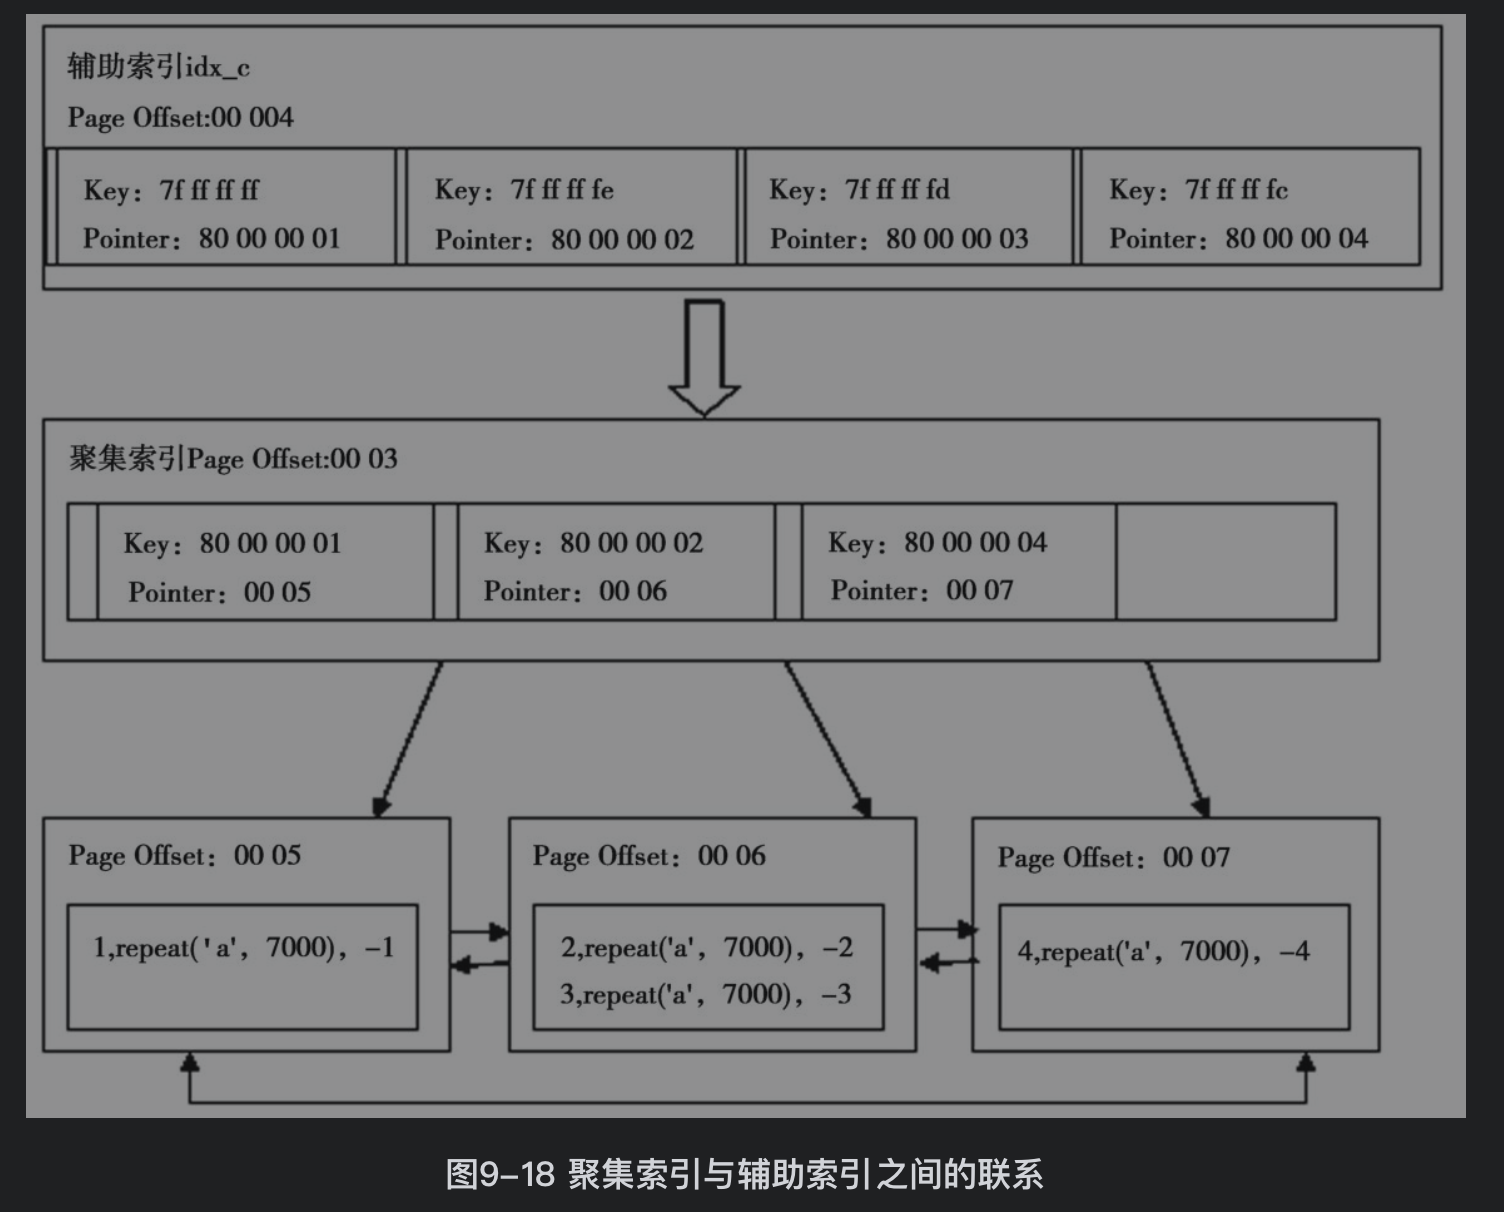 辅助索引idx_c
Page Offset:00 004
Key：7f ff ff ff
Pointer：80 00 00 01
Key：7f ff ff fe
Pointer：80 00 00 02
Key：7f ff ff fd
Pointer：80 00 00 03
Key：7f ff ff fc
Pointer：80 00 00 04
聚集索引Page Offset:00 03
Key：80 00 00 01
Pointer：00 05
Key：80 00 00 02
Pointer：00 06
Key：80 00 00 04
Pointer：00 07
Page Offset：00 05
1,repeat('a'，7000)，-1
Page Offset：00 06
2,repeat('a'，7000)，-2
3,repeat('a'，7000)，-3
Page Offset：00 07
4,repeat('a'，7000)，-4
图9-18 聚集索引与辅助索引之间的联系